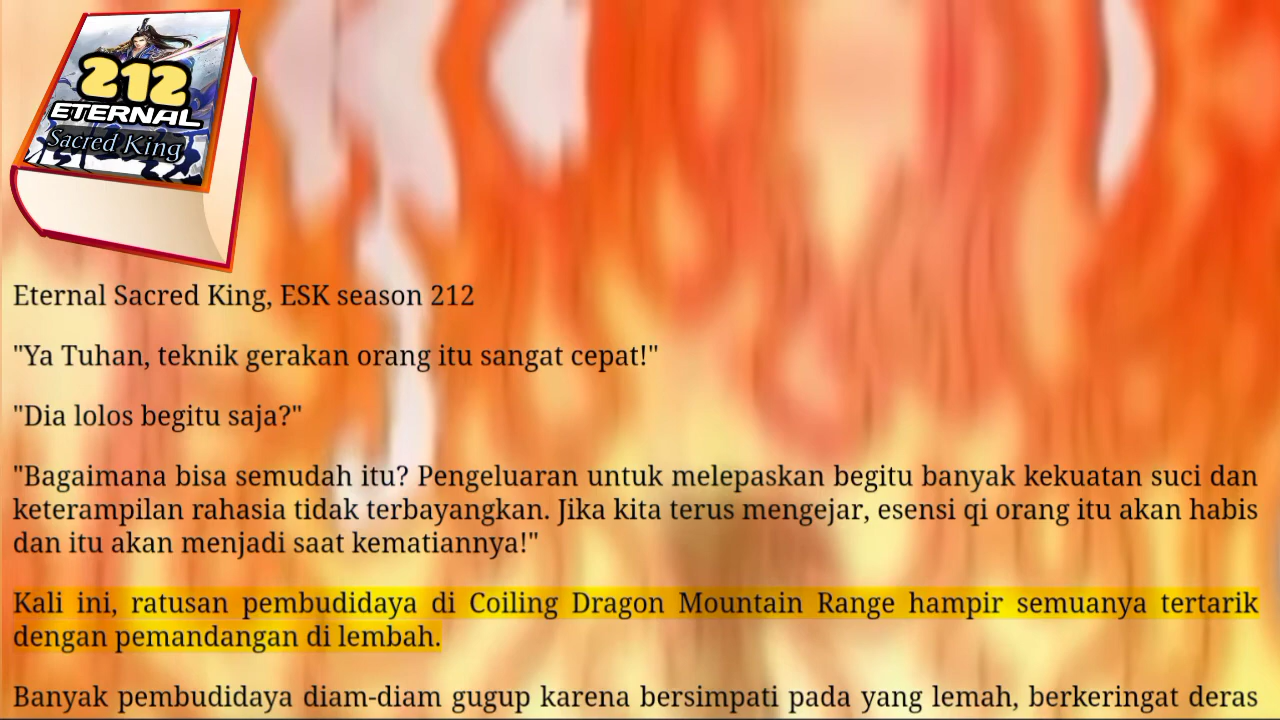 212
ETERNAL
Sacred King
Eternal Sacred King, ESK season 212
"Ya Tuhan, teknik gerakan orang itu sangat cepat!"
"Dia lolos begitu saja?"
"Bagaimana bisa semudah itu? Pengeluaran untuk melepaskan begitu banyak kekuatan suci dan
keterampilan rahasia tidak terbayangkan. Jika kita terus mengejar, esensi qi orang itu akan habis
dan itu akan menjadi saat kematiannya!"
Kali ini, ratusan pembudidaya di Coiling Dragon Mountain Range hampir semuanya tertarik
dengan pemandangan di lembah.
Banyak pembudidaya diam-diam gugup karena bersimpati pada yang lemah, berkeringat deras